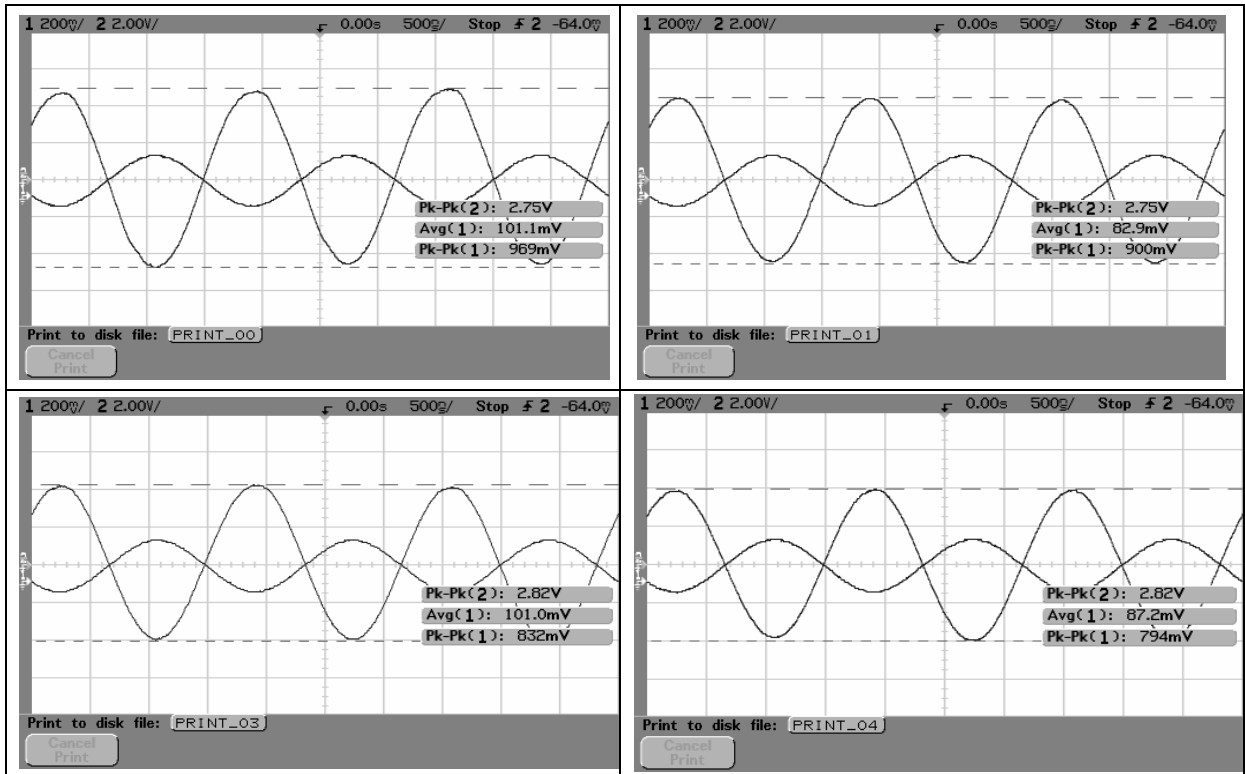 1 200mV/ 2 2.00V/ 0.00s 500µs/ Stop 2 -64.0mV
Pk-Pk(2): 2.75V
Avg(1): 101.1mV
Pk-Pk(1): 969mV
Print to disk file: PRINT_00
Cancel
Print
1 200mV/ 2 2.00V/ 0.00s 500µs/ Stop 2 -64.0mV
Pk-Pk(2): 2.75V
Avg(1): 82.9mV
Pk-Pk(1): 900mV
Print to disk file: PRINT_01
Cancel
Print
1 200mV/ 2 2.00V/ 0.00s 500µs/ Stop 2 -64.0mV
Pk-Pk(2): 2.82V
Avg(1): 101.0mV
Pk-Pk(1): 832mV
Print to disk file: PRINT_03
Cancel
Print
1 200mV/ 2 2.00V/ 0.00s 500µs/ Stop 2 -64.0mV
Pk-Pk(2): 2.82V
Avg(1): 87.2mV
Pk-Pk(1): 794mV
Print to disk file: PRINT_04
Cancel
Print